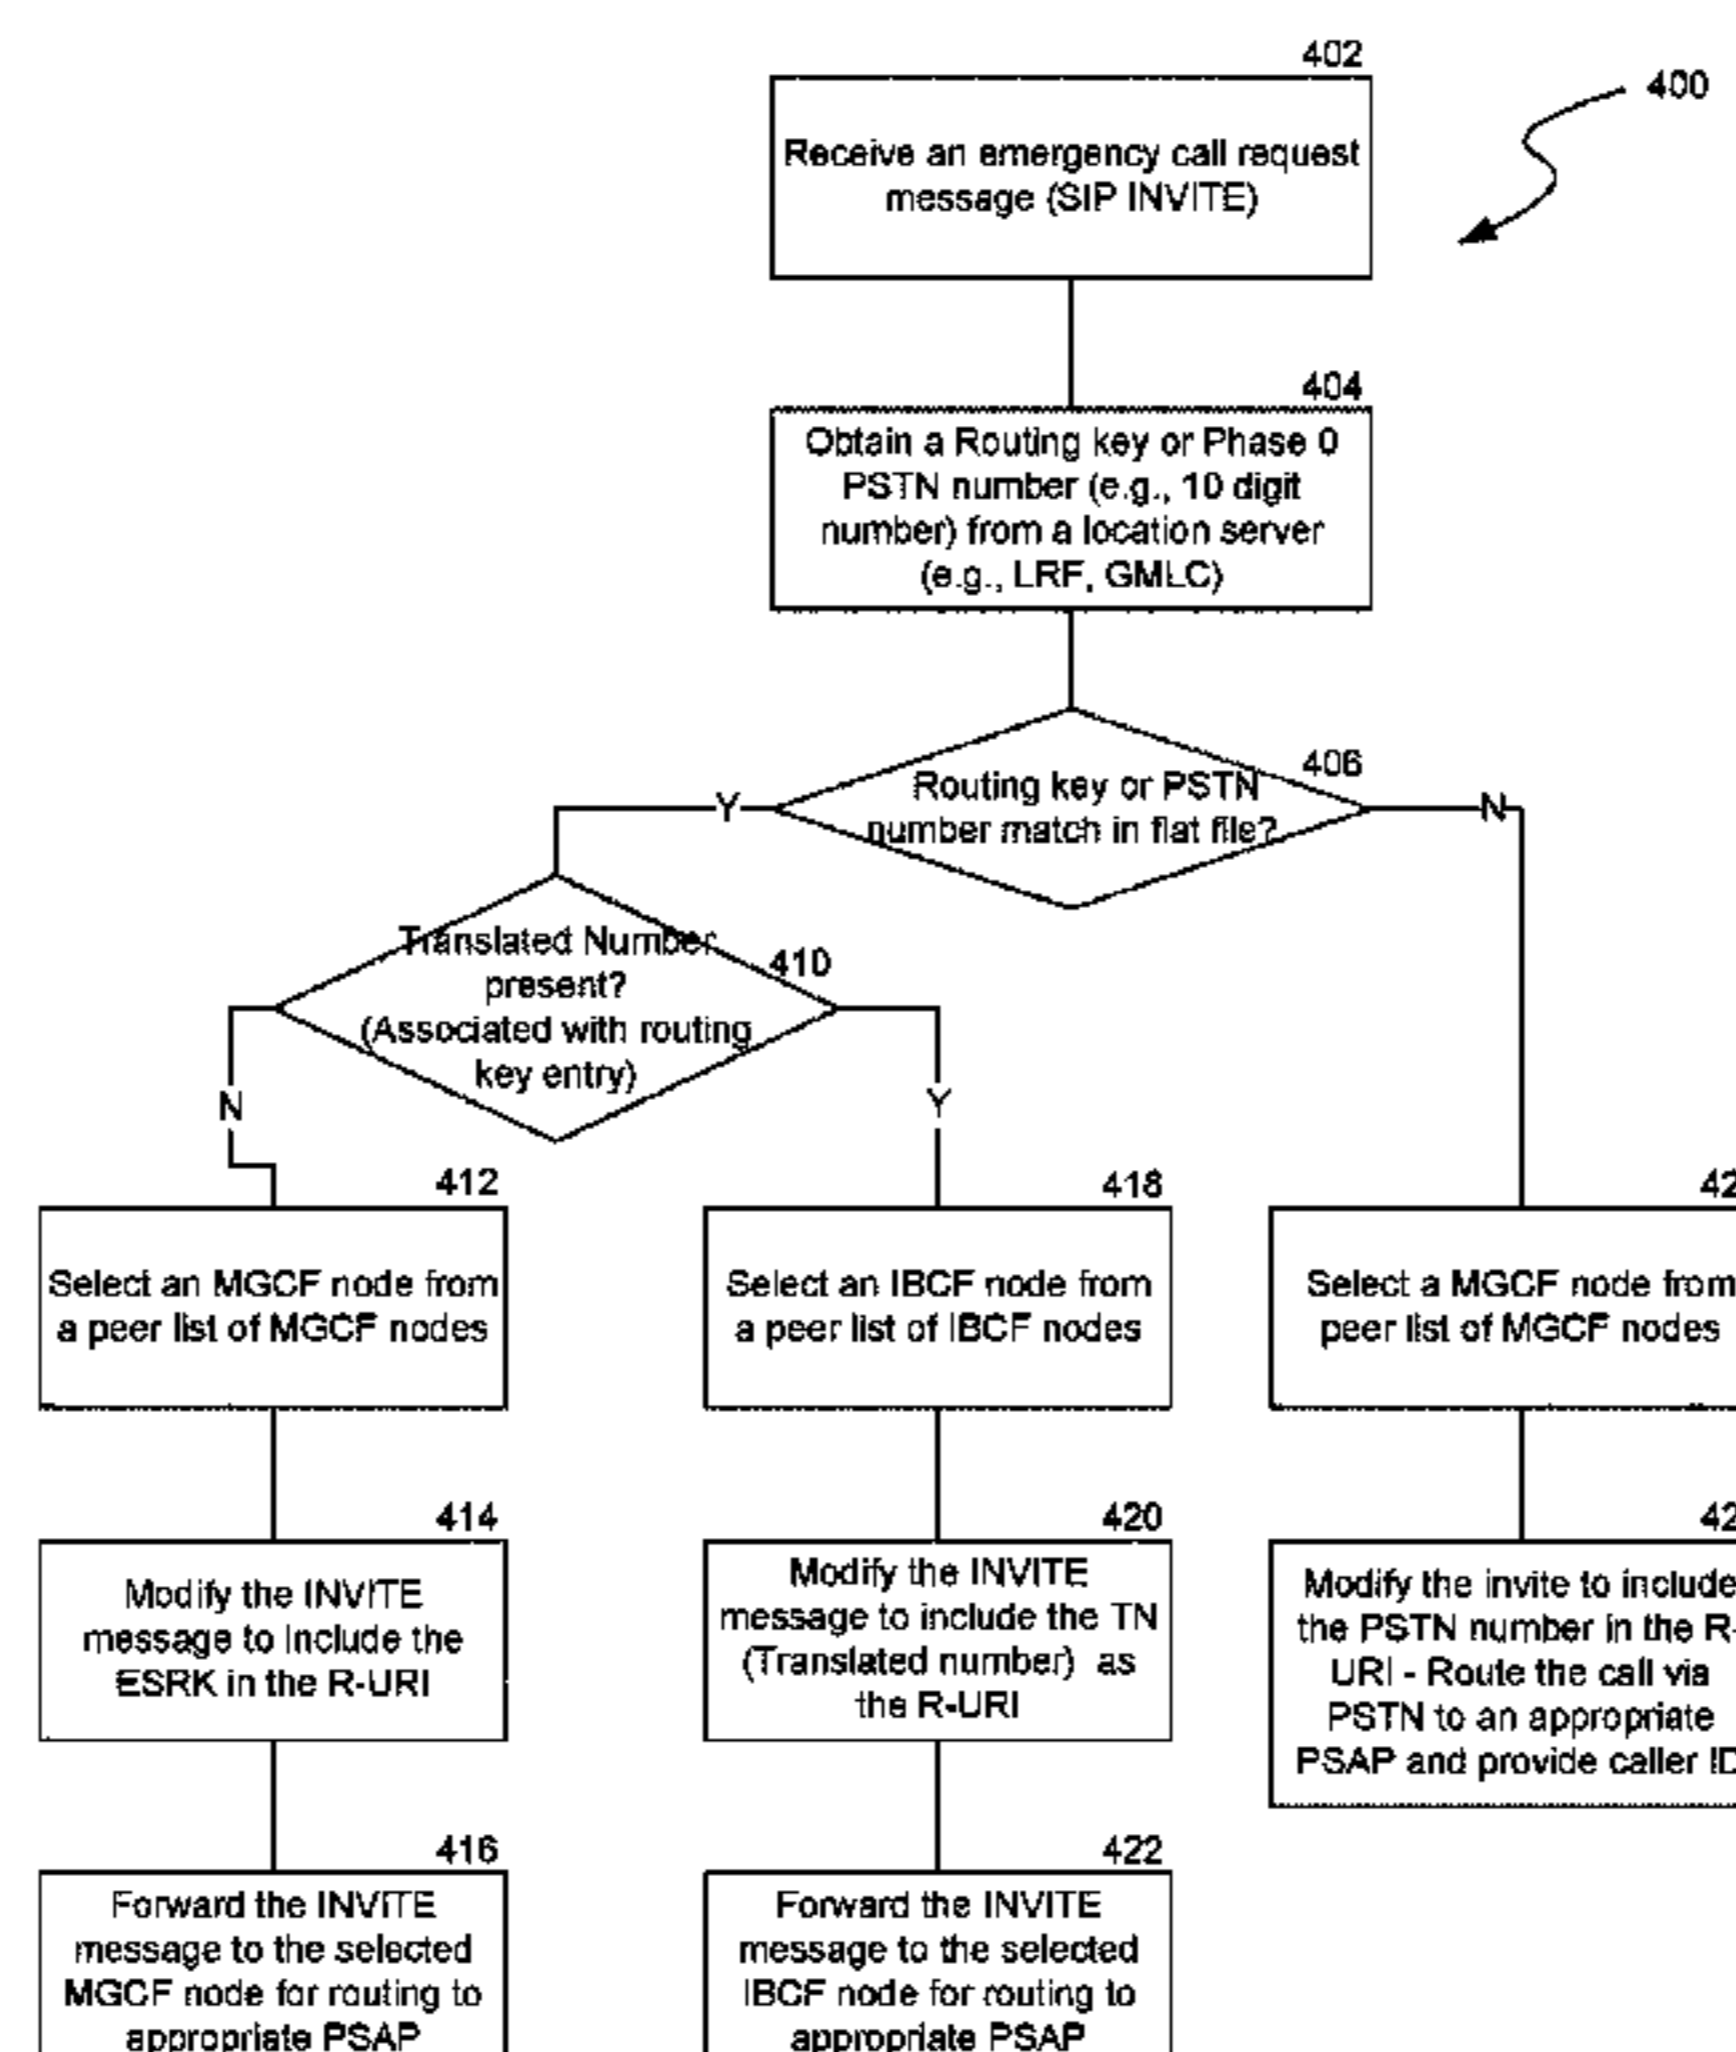 402
400
Receive an emergency call request
message (SIP INVITE)
404
Obtain a Routing key or Phase 0
PSTN number (e.g., 10 digit
number) from a location server
(e.g., LRF, GMLC)
406
Routing key or PSTN
number match in flat file?
Y
N
Translated Number
present?
(Associated with routing
key entry)
410
N
Y
412
Select an MGCF node from
a peer list of MGCF nodes
418
Select an IBCF node from
a peer list of IBCF nodes
42
Select a MGCF node from
peer list of MGCF nodes
414
Modify the INVITE
message to include the
ESRK in the R-URI
420
Modify the INVITE
message to include the TN
(Translated number) as
the R-URI
42
Modify the invite to include
the PSTN number in the R-
URI - Route the call via
PSTN to an appropriate
PSAP and provide caller ID
416
Forward the INVITE
message to the selected
MGCF node for routing to
appropriate PSAP
422
Forward the INVITE
message to the selected
IBCF node for routing to
appropriate PSAP